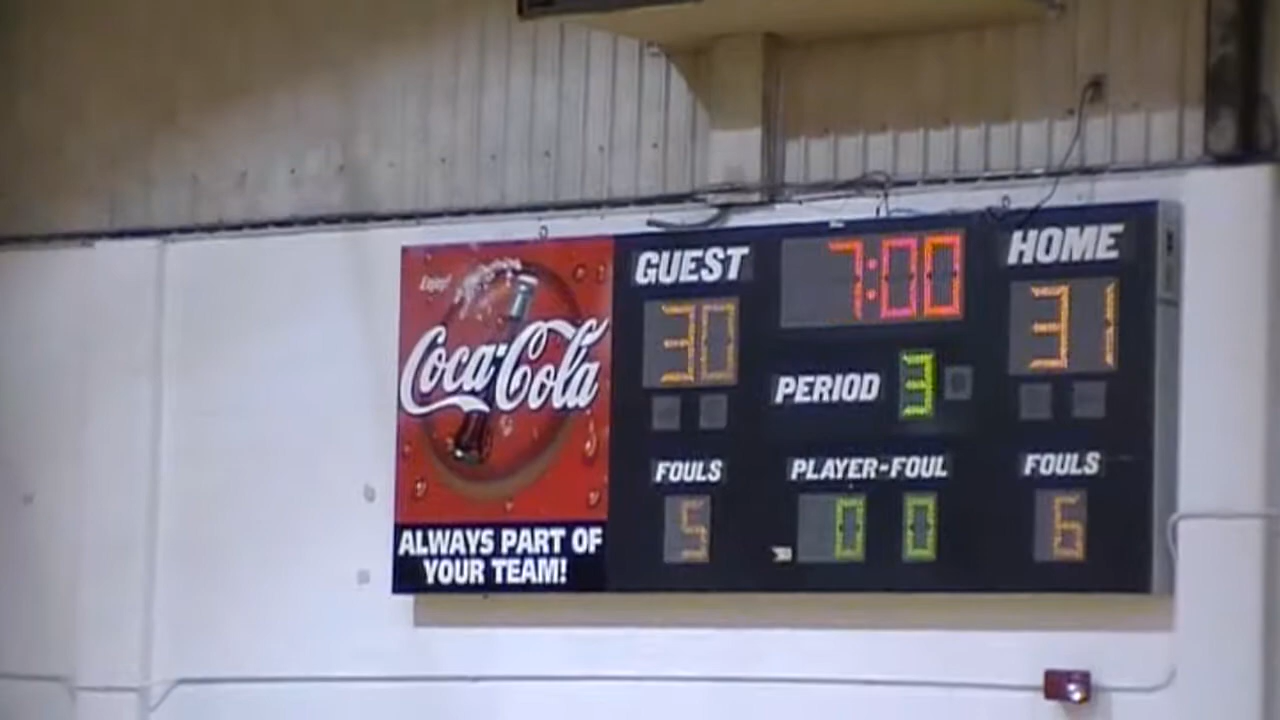 Enjoy!
Coca-Cola
ALWAYS PART OF
YOUR TEAM!
GUEST
30
7:00
HOME
31
PERIOD 3
FOULS
5
PLAYER-FOUL
0 0
FOULS
6